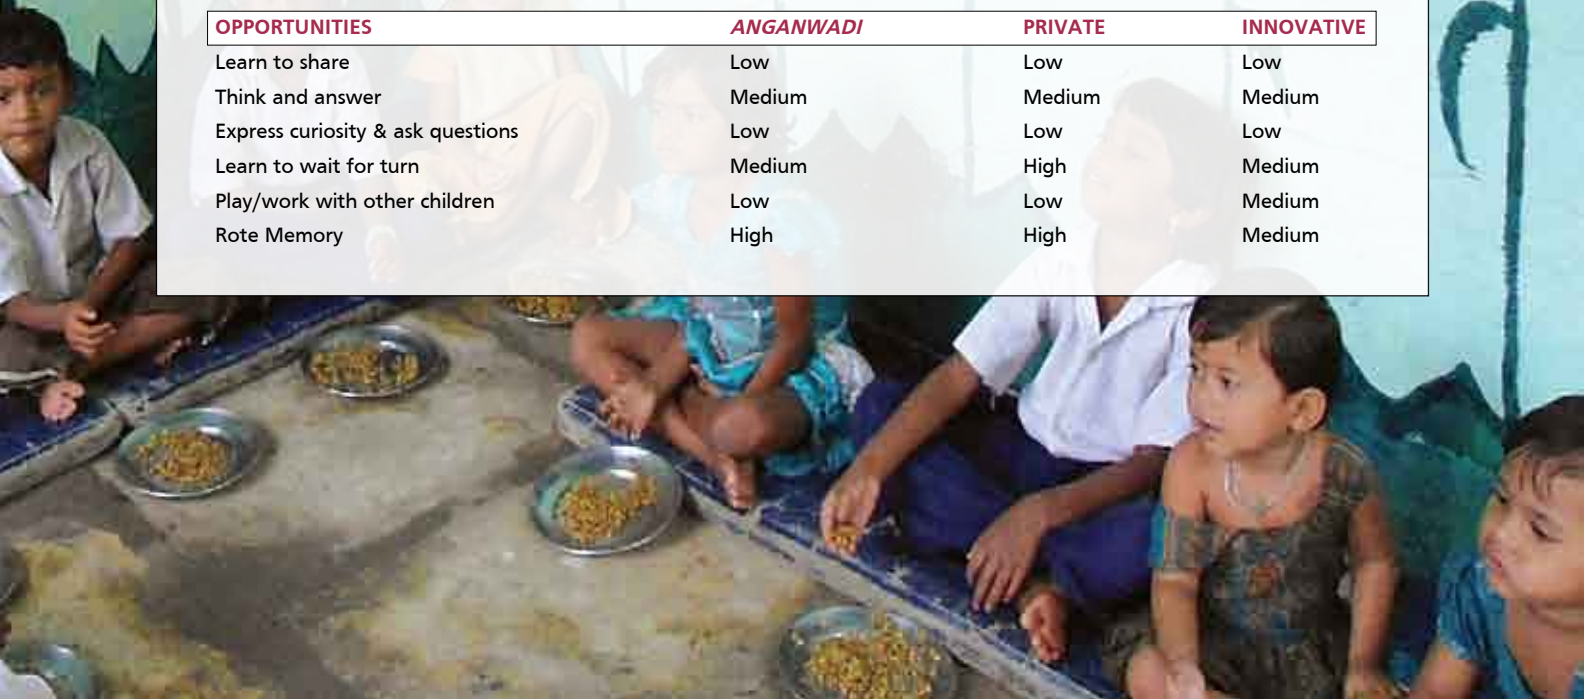 OPPORTUNITIES ANGANWADI PRIVATE INNOVATIVE
Learn to share Low Low Low
Think and answer Medium Medium Medium
Express curiosity & ask questions Low Low Low
Learn to wait for turn Medium High Medium
Play/work with other children Low Low Medium
Rote Memory High High Medium